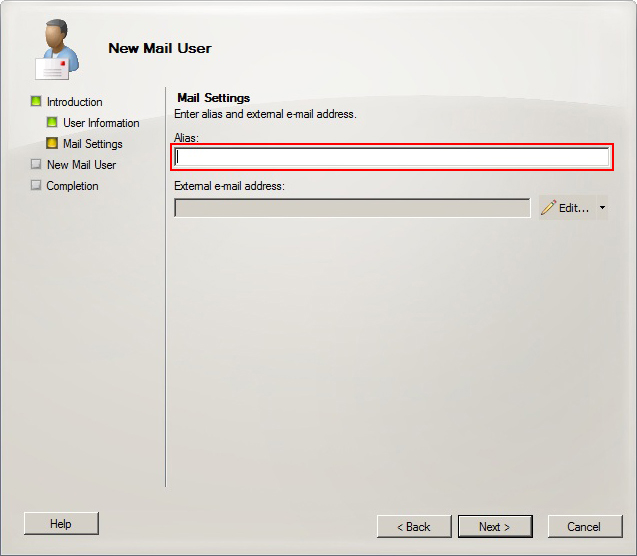 New Mail User
Introduction
User Information
Mail Settings
New Mail User
Completion
Mail Settings
Enter alias and external e-mail address.
Alias:
External e-mail address:
Edit...
Help
< Back
Next >
Cancel